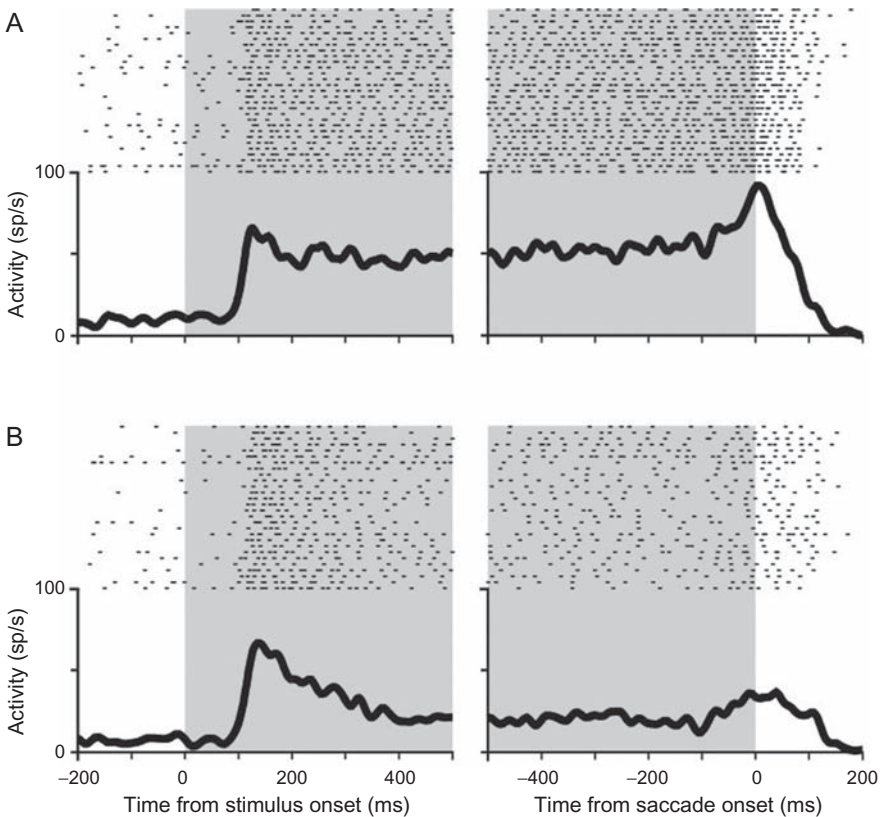 A
100
Activity (sp/s)
0
B
100
Activity (sp/s)
0
−200 0 200 400 −400 −200 0 200
Time from stimulus onset (ms) Time from saccade onset (ms)